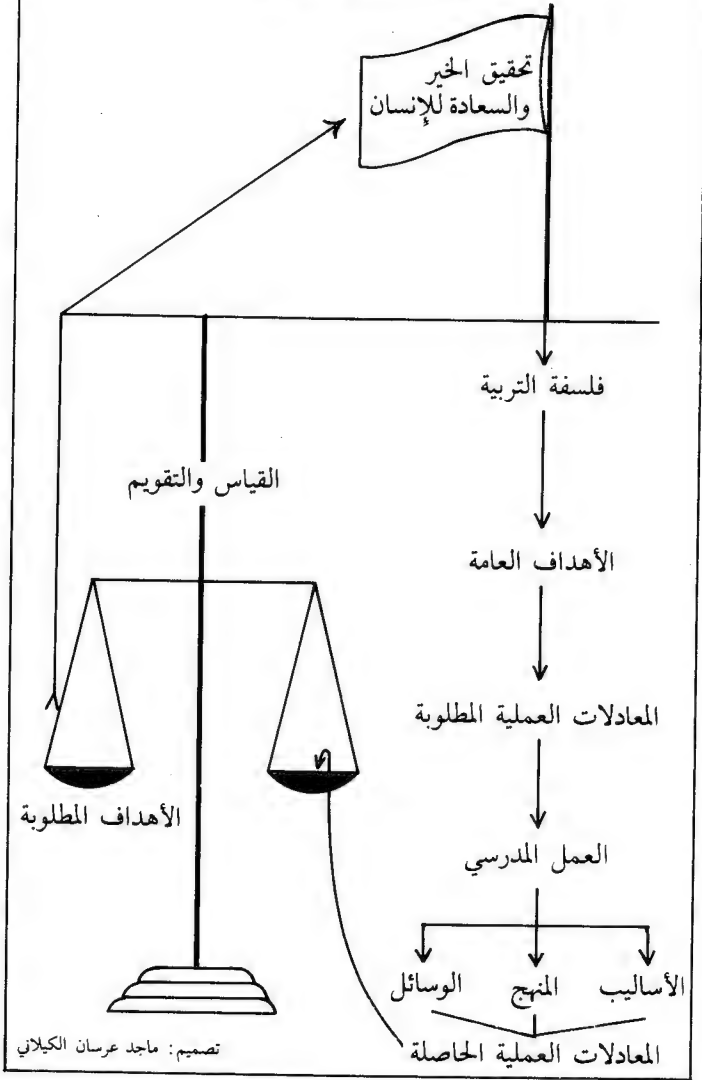 تحقيق الخير
والسعادة للإنسان
فلسفة التربية
القياس والتقويم
الأهداف العامة
المعادلات العملية المطلوبة
الأهداف المطلوبة
العمل المدرسي
الأساليب المنهج الوسائل
المعادلات العملية الحاصلة
تصميم: ماجد عرسان الكيلاني